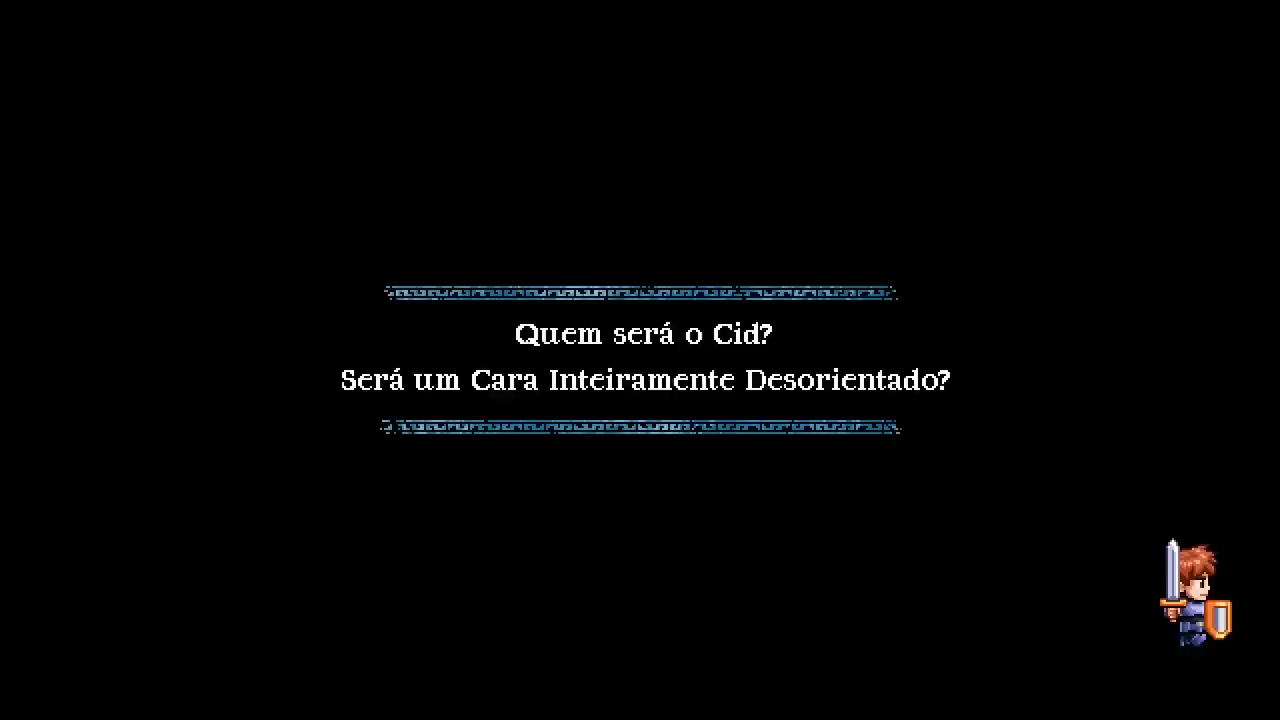 Quem será o Cid?
Será um Cara Inteiramente Desorientado?